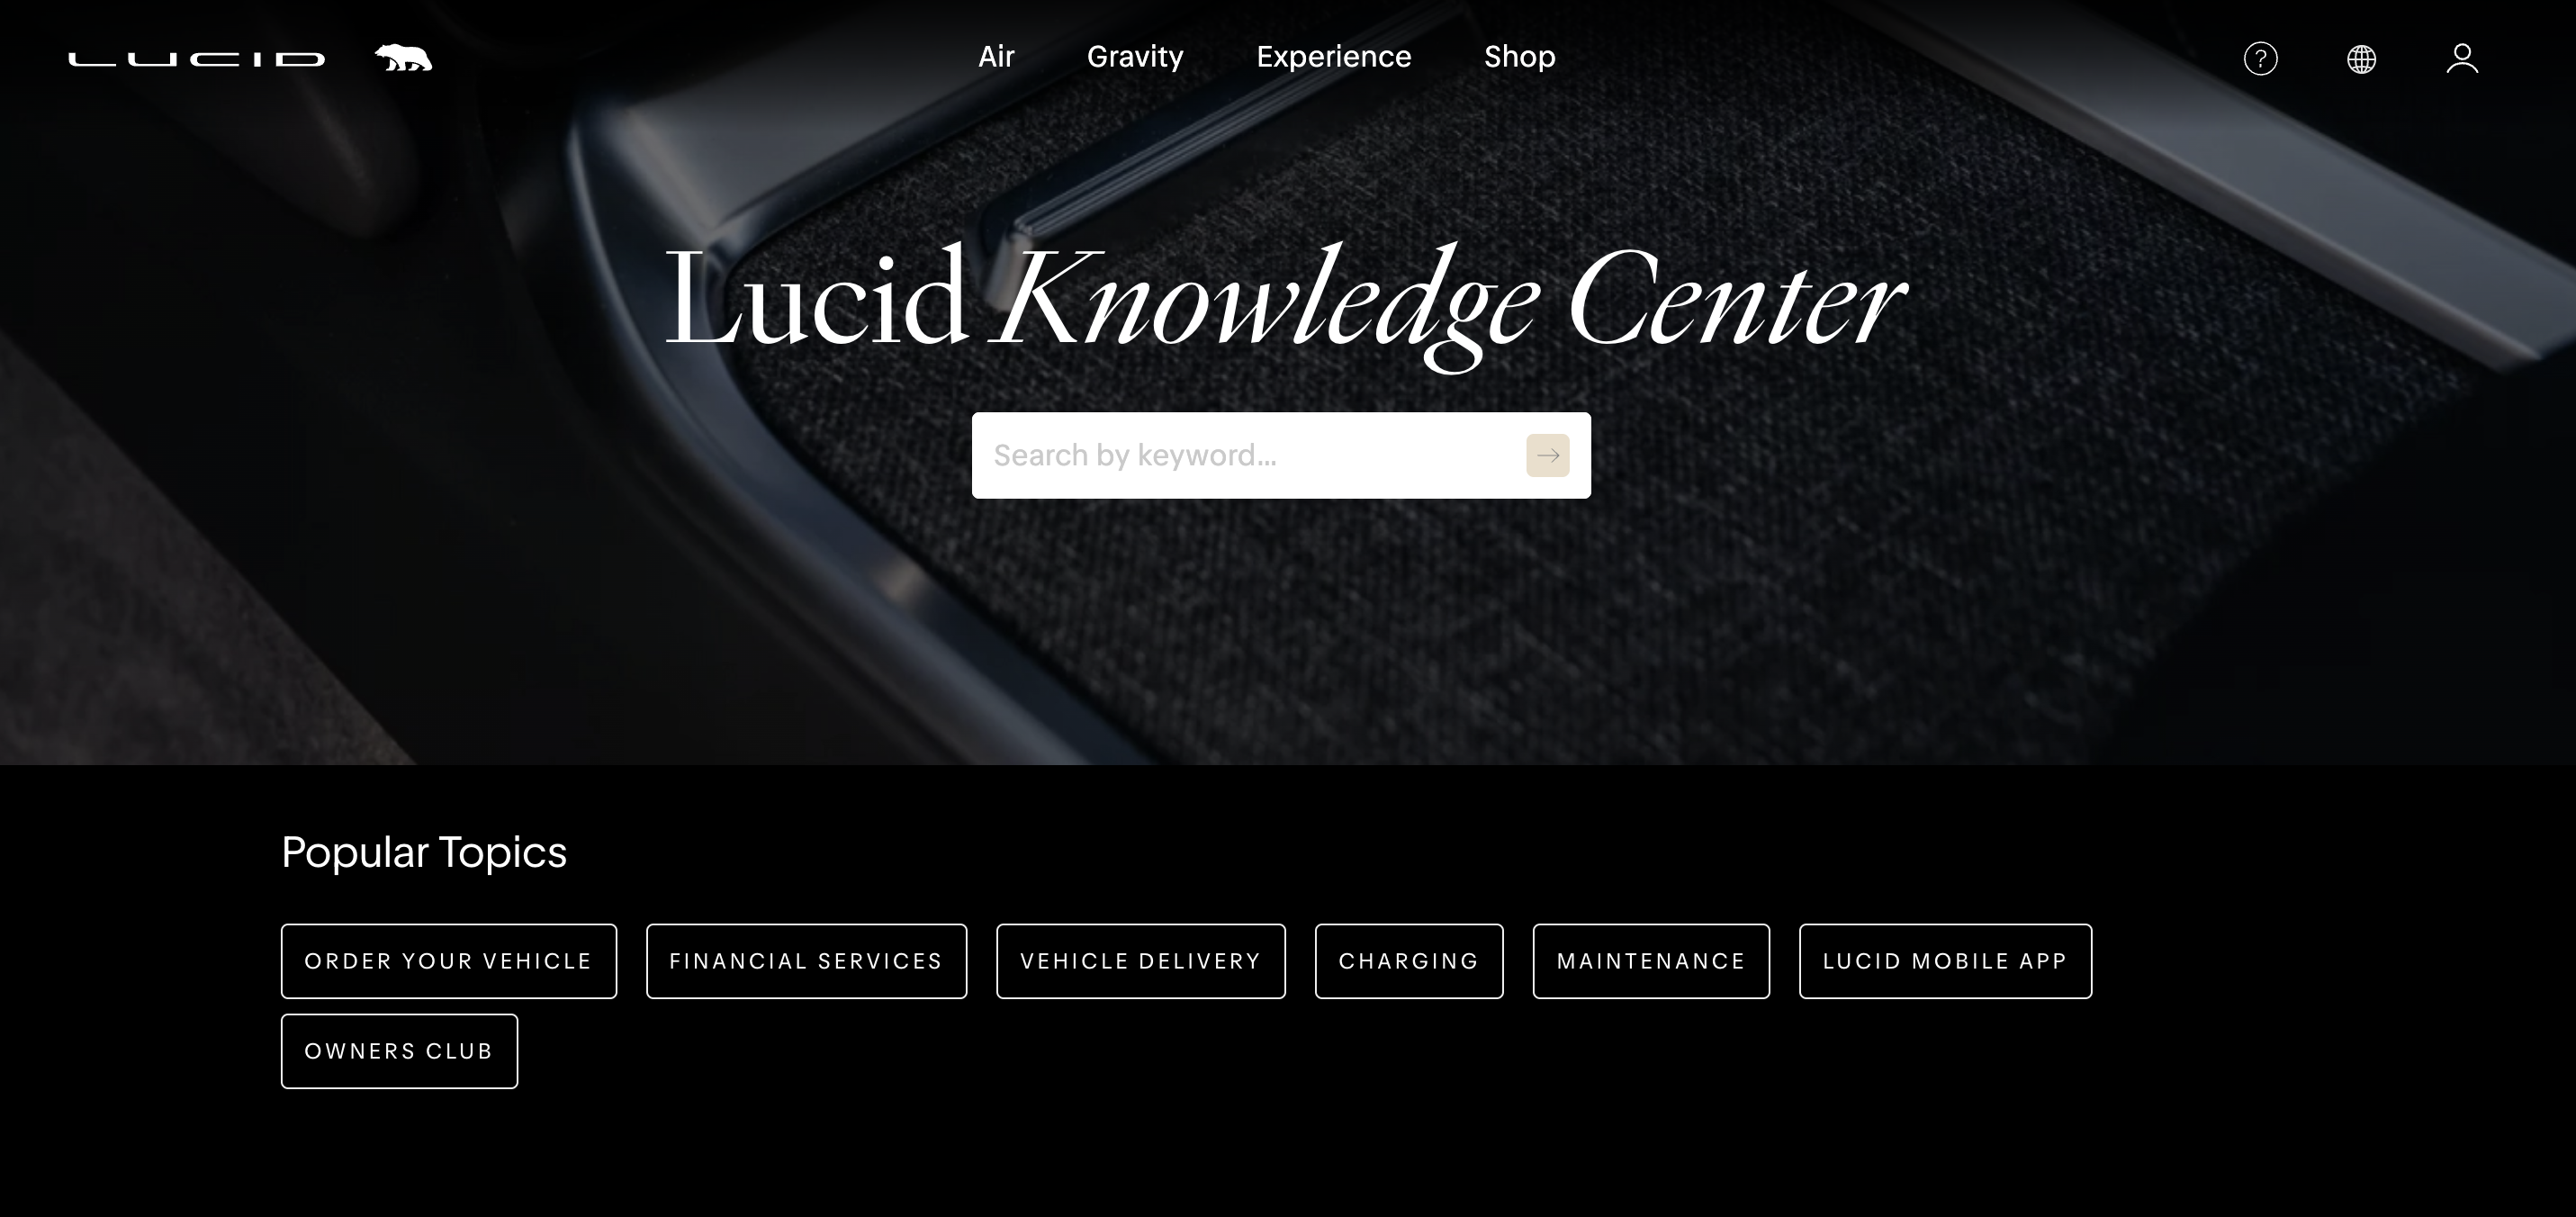 LUCID
Air Gravity Experience Shop
?
Lucid Knowledge Center
Search by keyword...
Popular Topics
ORDER YOUR VEHICLE FINANCIAL SERVICES VEHICLE DELIVERY CHARGING MAINTENANCE LUCID MOBILE APP
OWNERS CLUB